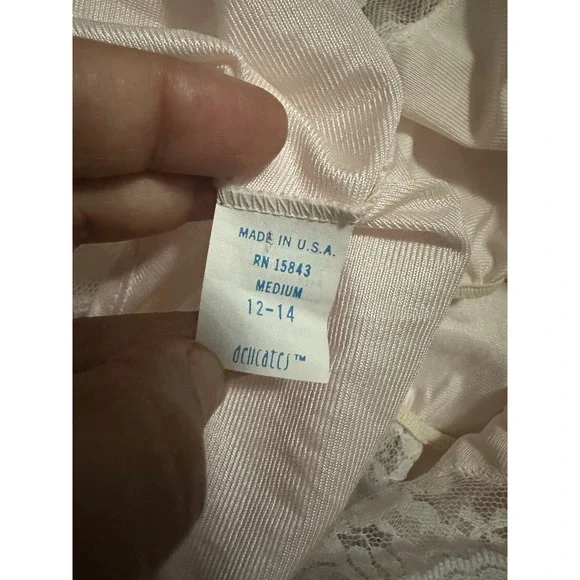 MADE IN U.S.A.
RN 15843
MEDIUM
12-14
delicates™